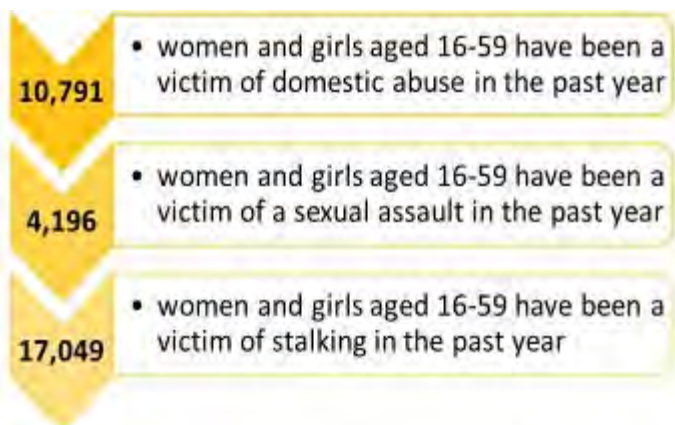 10,791
• women and girls aged 16-59 have been a
victim of domestic abuse in the past year
4,196
• women and girls aged 16-59 have been a
victim of a sexual assault in the past year
17,049
• women and girls aged 16-59 have been a
victim of stalking in the past year